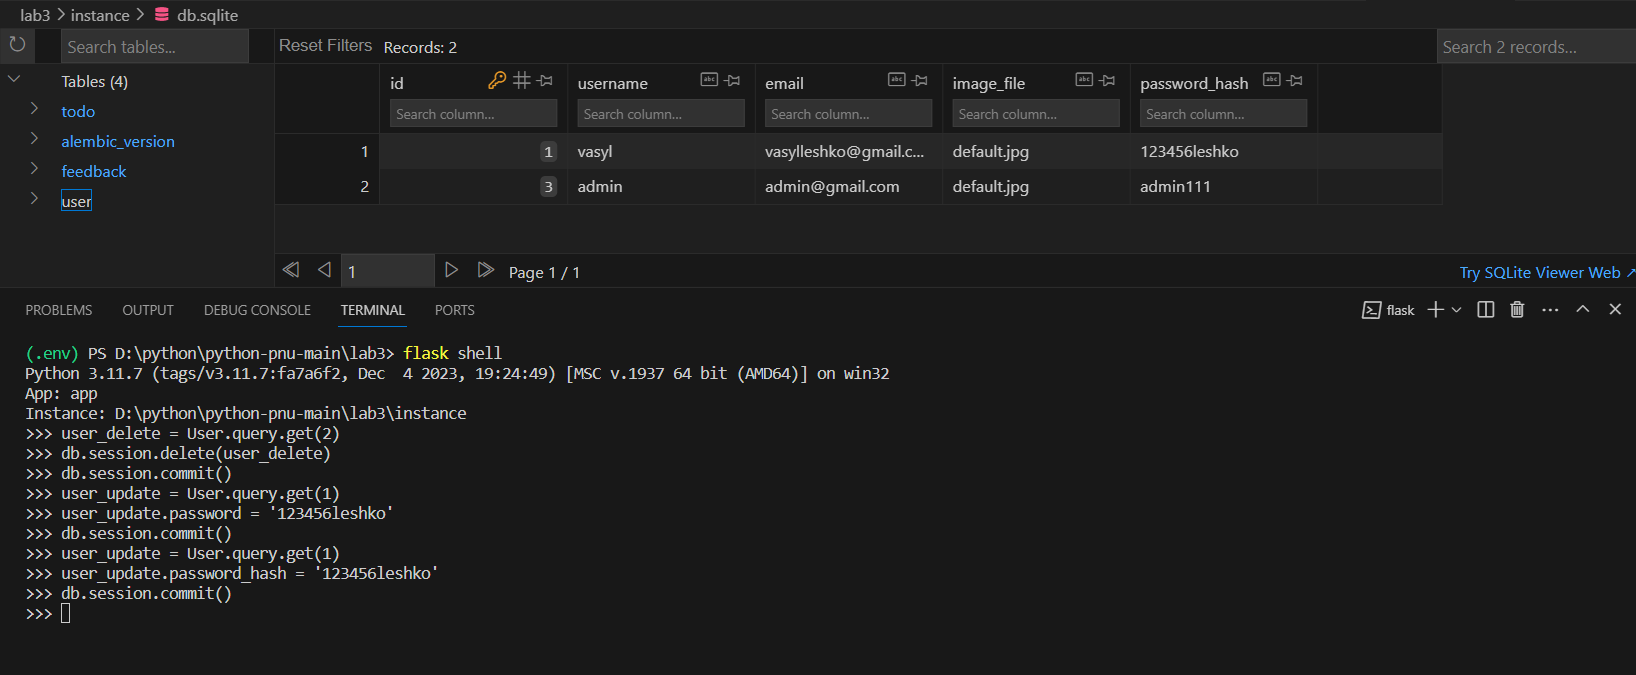 lab3 > instance > db.sqlite
Search tables...
Reset Filters Records: 2
Search 2 records...
Tables (4)
todo
alembic_version
feedback
user
id username email image_file password_hash
Search column... Search column... Search column... Search column... Search column...
1 1 vasyl vasylleshko@gmail.c... default.jpg 123456leshko
2 3 admin admin@gmail.com default.jpg admin111
1 Page 1 / 1
Try SQLite Viewer Web ↗
PROBLEMS OUTPUT DEBUG CONSOLE TERMINAL PORTS
flask
(.env) PS D:\python\python-pnu-main\lab3> flask shell
Python 3.11.7 (tags/v3.11.7:fa7a6f2, Dec  4 2023, 19:24:49) [MSC v.1937 64 bit (AMD64)] on win32
App: app
Instance: D:\python\python-pnu-main\lab3\instance
>>> user_delete = User.query.get(2)
>>> db.session.delete(user_delete)
>>> db.session.commit()
>>> user_update = User.query.get(1)
>>> user_update.password = '123456leshko'
>>> db.session.commit()
>>> user_update = User.query.get(1)
>>> user_update.password_hash = '123456leshko'
>>> db.session.commit()
>>>